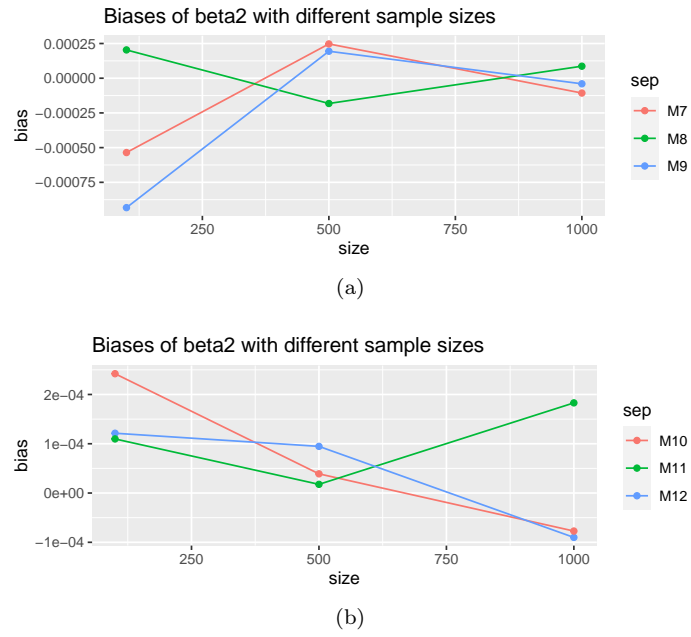 Biases of beta2 with different sample sizes
0.00025
0.00000
−0.00025
−0.00050
−0.00075
bias
250 500 750 1000
size
sep
M7
M8
M9
(a)
Biases of beta2 with different sample sizes
2e−04
1e−04
0e+00
−1e−04
bias
250 500 750 1000
size
sep
M10
M11
M12
(b)